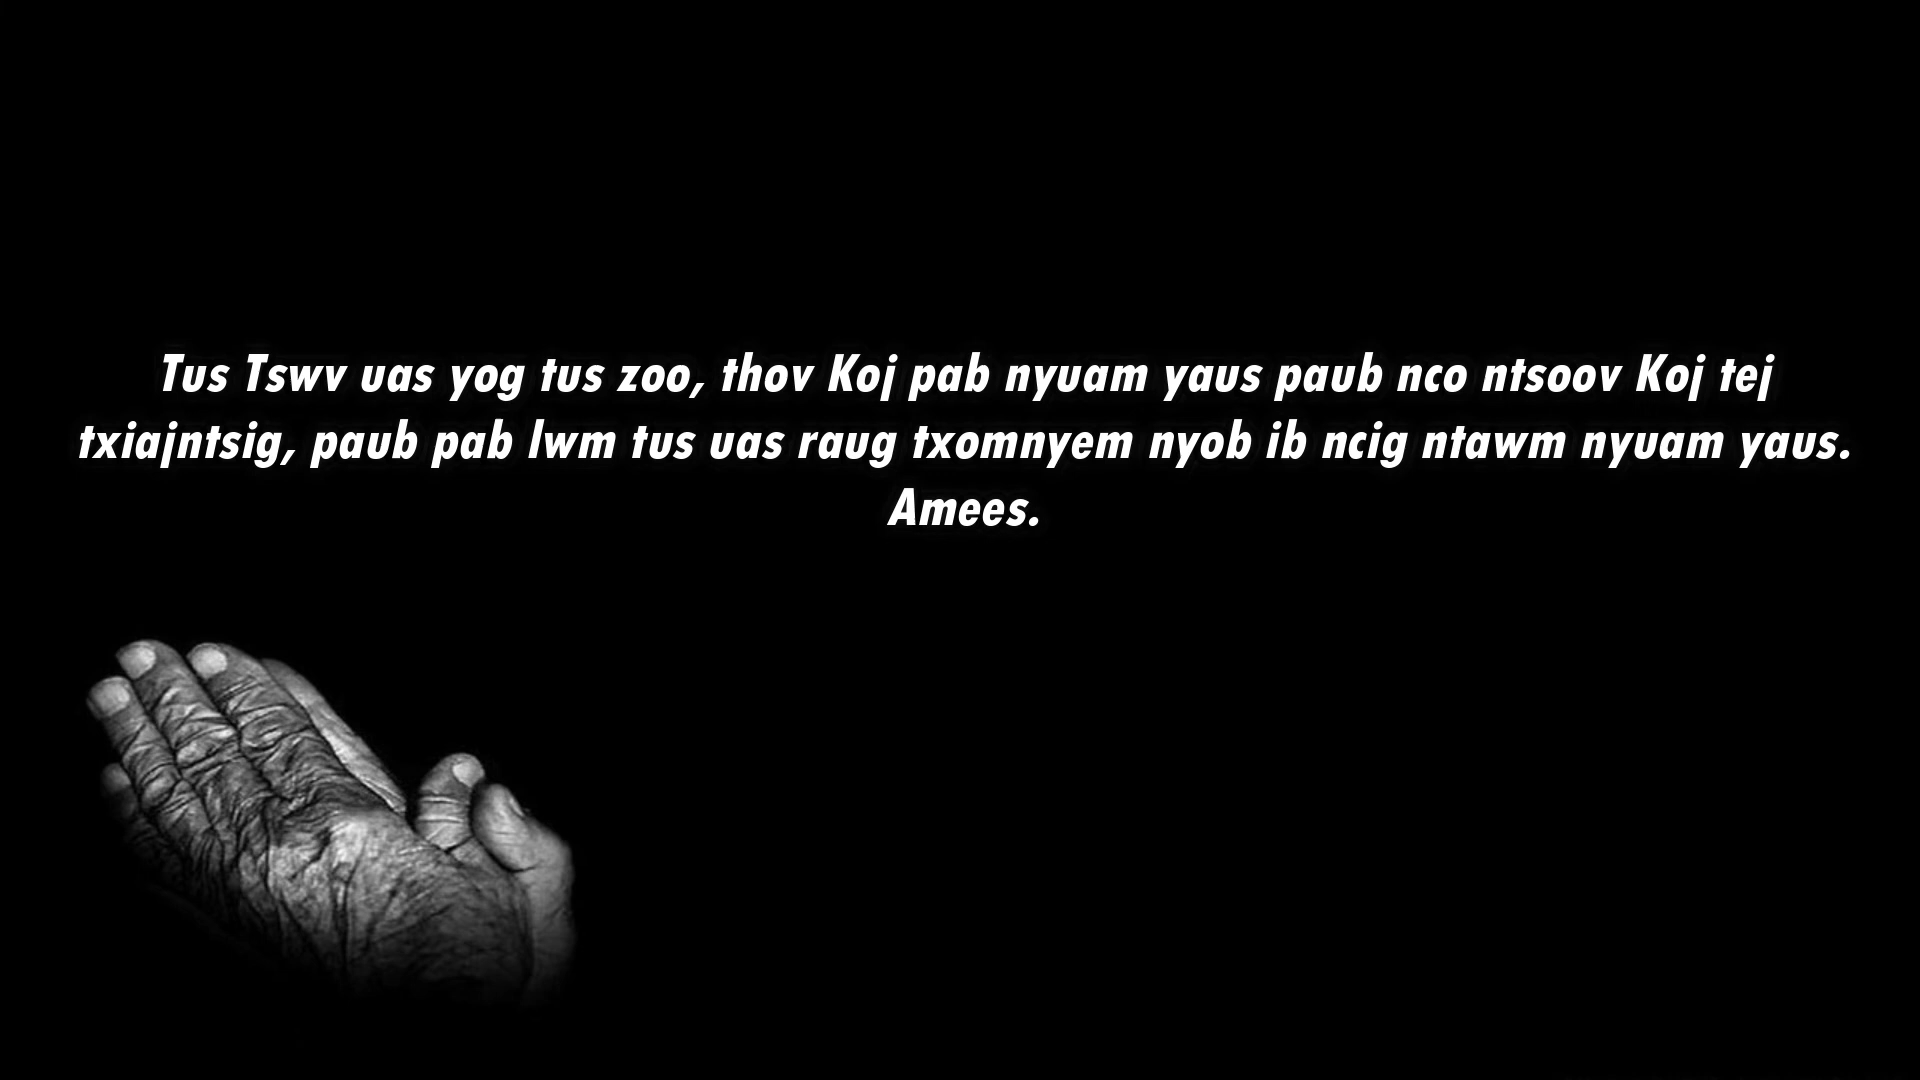 Tus Tswv uas yog tus zoo, thov Koj pab nyuam yaus paub nco ntsoov Koj tej
txiajntsig, paub pab lwm tus uas raug txomnyem nyob ib ncig ntawm nyuam yaus.
Amees.